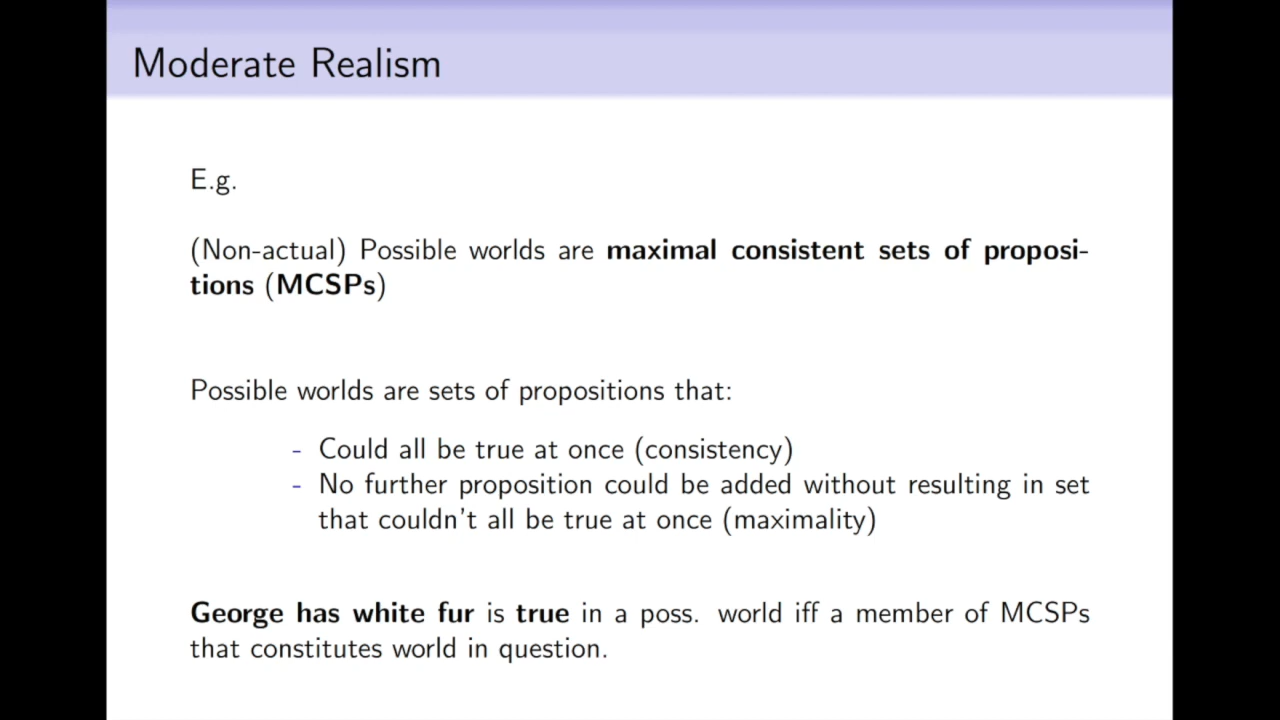 Moderate Realism
E.g.
(Non-actual) Possible worlds are maximal consistent sets of proposi-
tions (MCSPs)
Possible worlds are sets of propositions that:
- Could all be true at once (consistency)
- No further proposition could be added without resulting in set
that couldn't all be true at once (maximality)
George has white fur is true in a poss. world iff a member of MCSPs
that constitutes world in question.